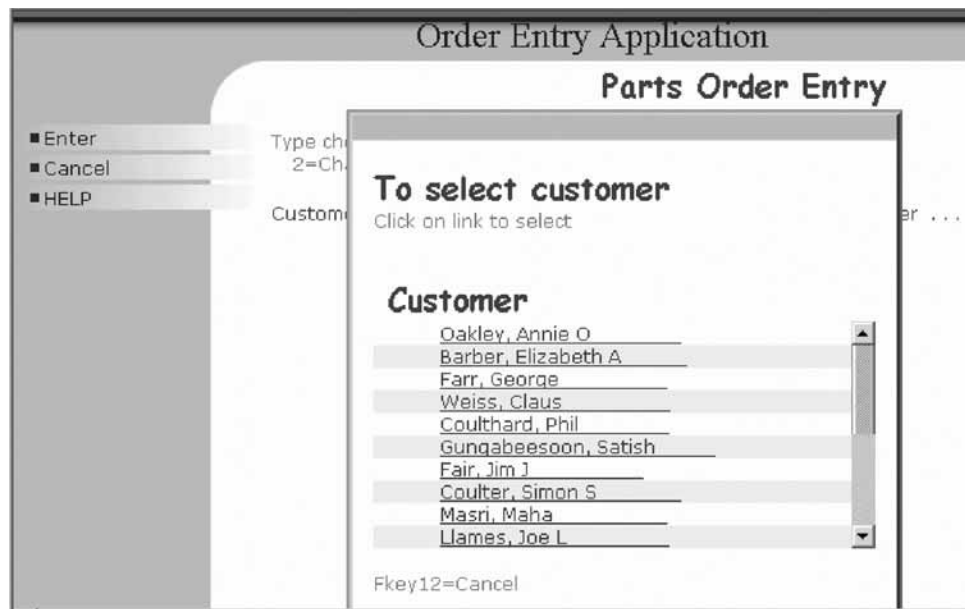 Order Entry Application
Parts Order Entry
Enter
Cancel
HELP
Type
2=
To select customer
Click on link to select
Customer
Oakley, Annie O
Barber, Elizabeth A
Farr, George
Weiss, Claus
Coulthard, Phil
Gungabeesoon, Satish
Fair, Jim J
Coulter, Simon S
Masri, Maha
Llames, Joe L
Fkey12=Cancel